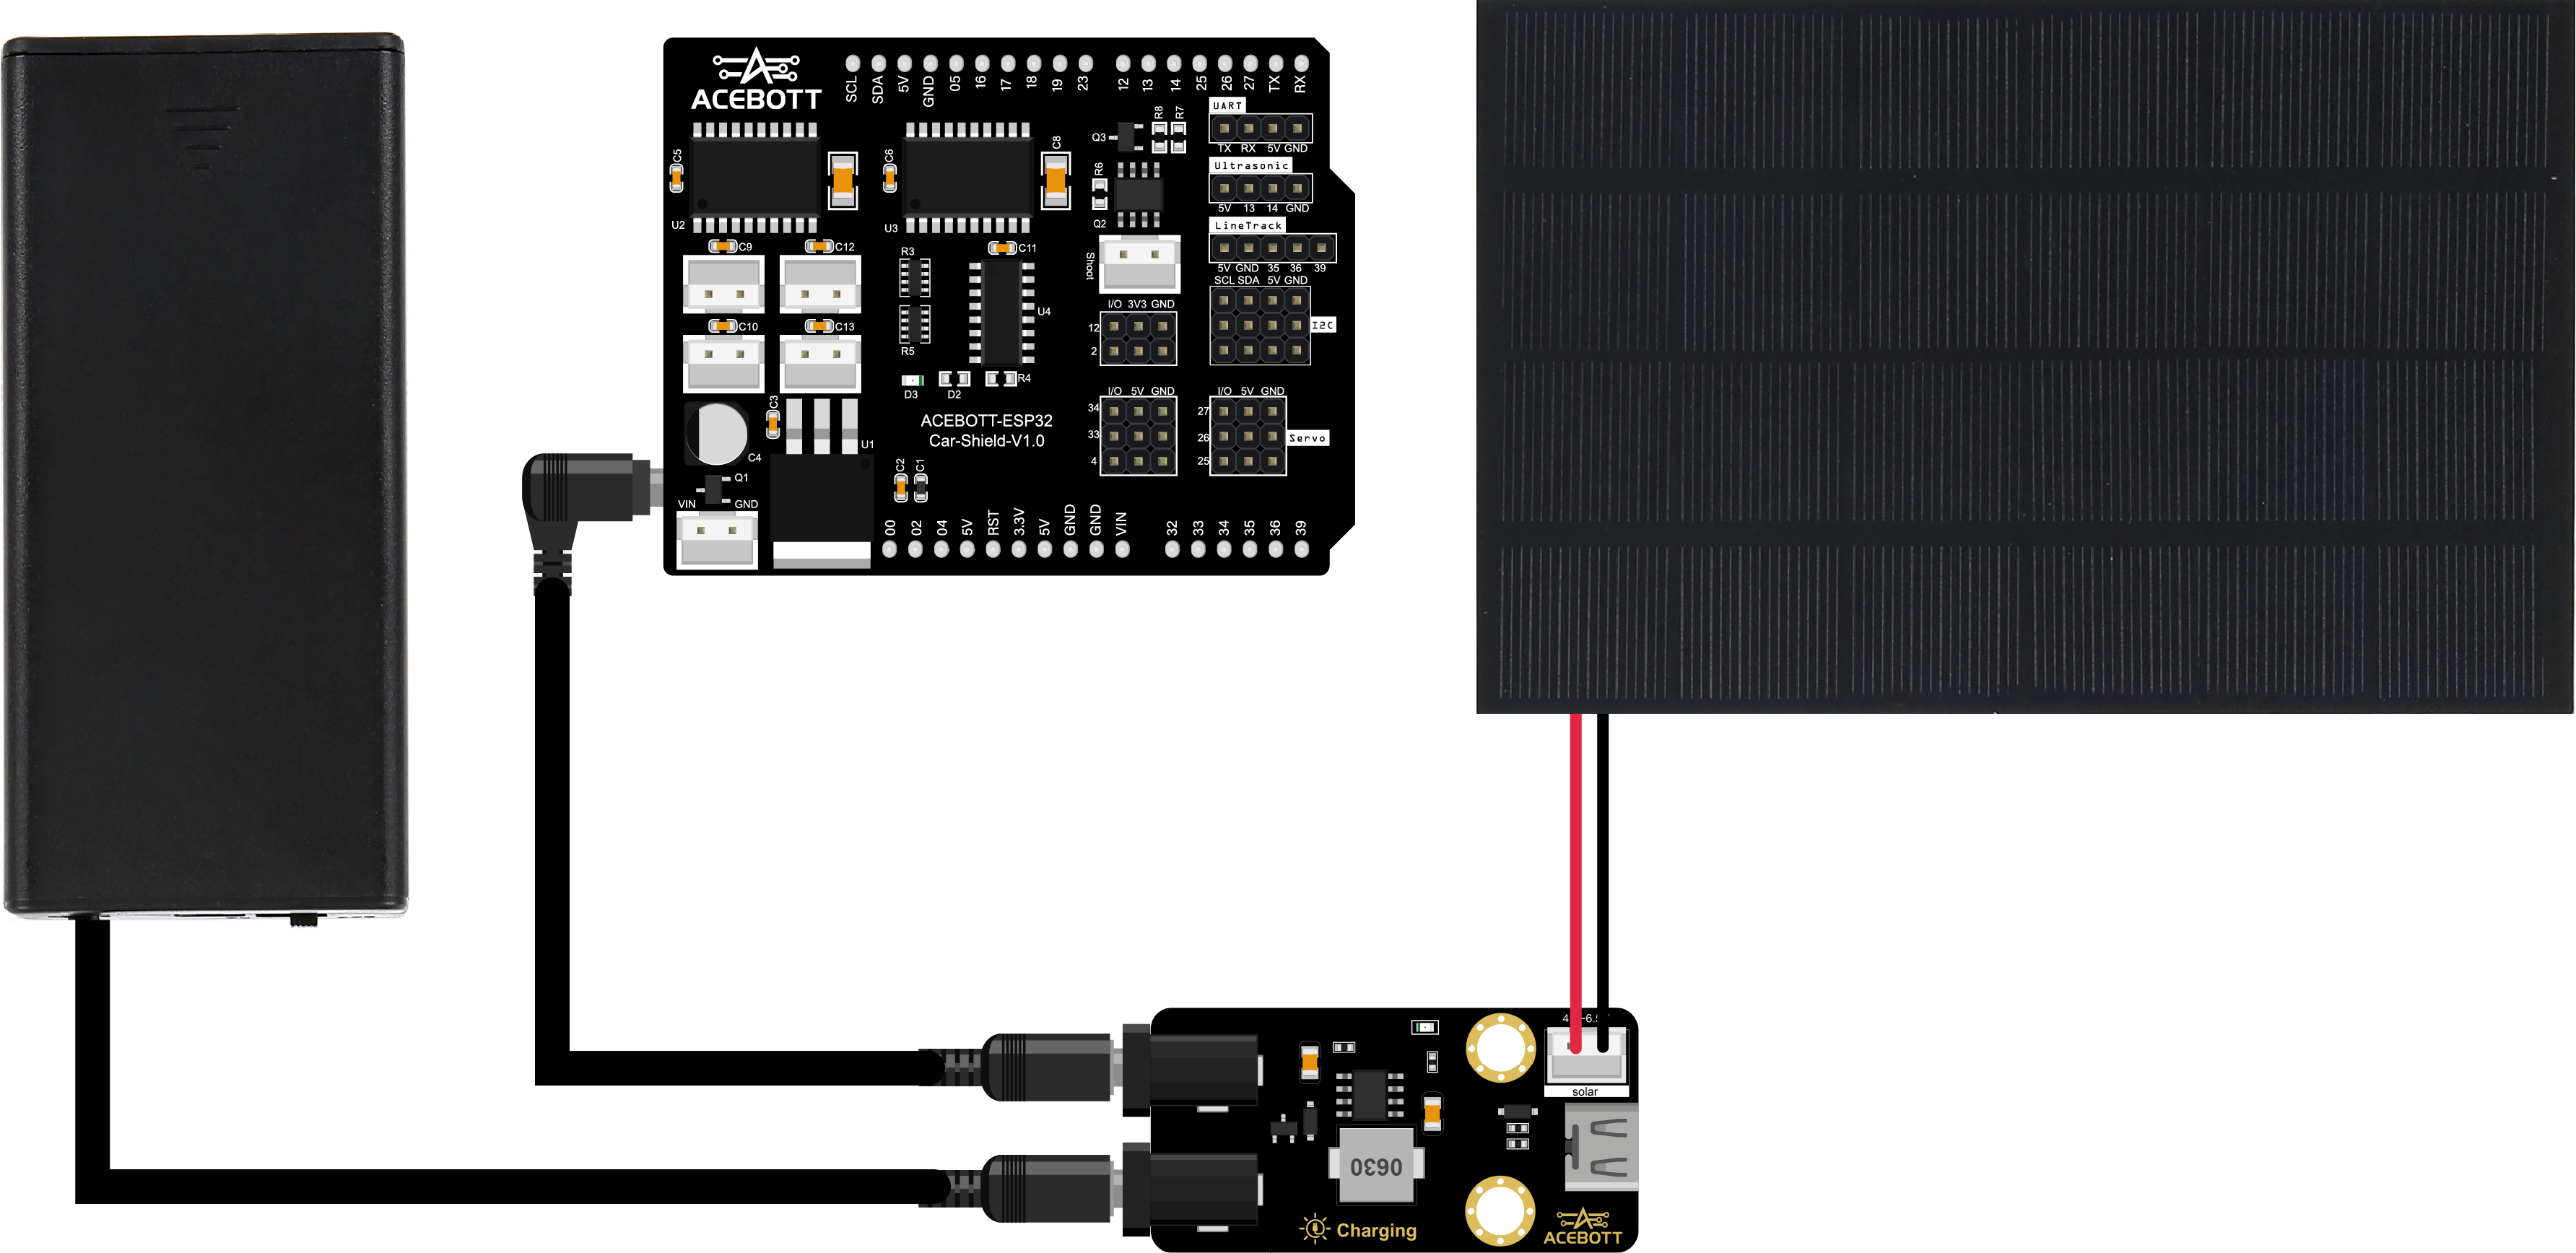 ACEBOTT
SCL SDA 5V GND 05 16 17 18 19 23 12 13 14 25 26 27 TX RX
UART
TX RX 5V GND
Ultrasonic
5V 13 14 GND
LineTrack
5V GND 35 36 39
SCL SDA 5V GND
I2C
Q3
R8
R7
R6
Q2
C5
U2
C6
U3
C8
C9
C12
C11
C10
C13
R3
R5
U4
R4
D3
D2
Shoot
I/O 3V3 GND
12
2
I/O 5V GND
34
33
4
I/O 5V GND
27
26
25
Servo
C3
C4
U1
Q1
C2
C1
ACEBOTT-ESP32
Car-Shield-V1.0
VIN GND
00 02 04 5V RST 3.3V 5V GND GND VIN 32 33 34 35 36 39
solar
0630
Charging
ACEBOTT